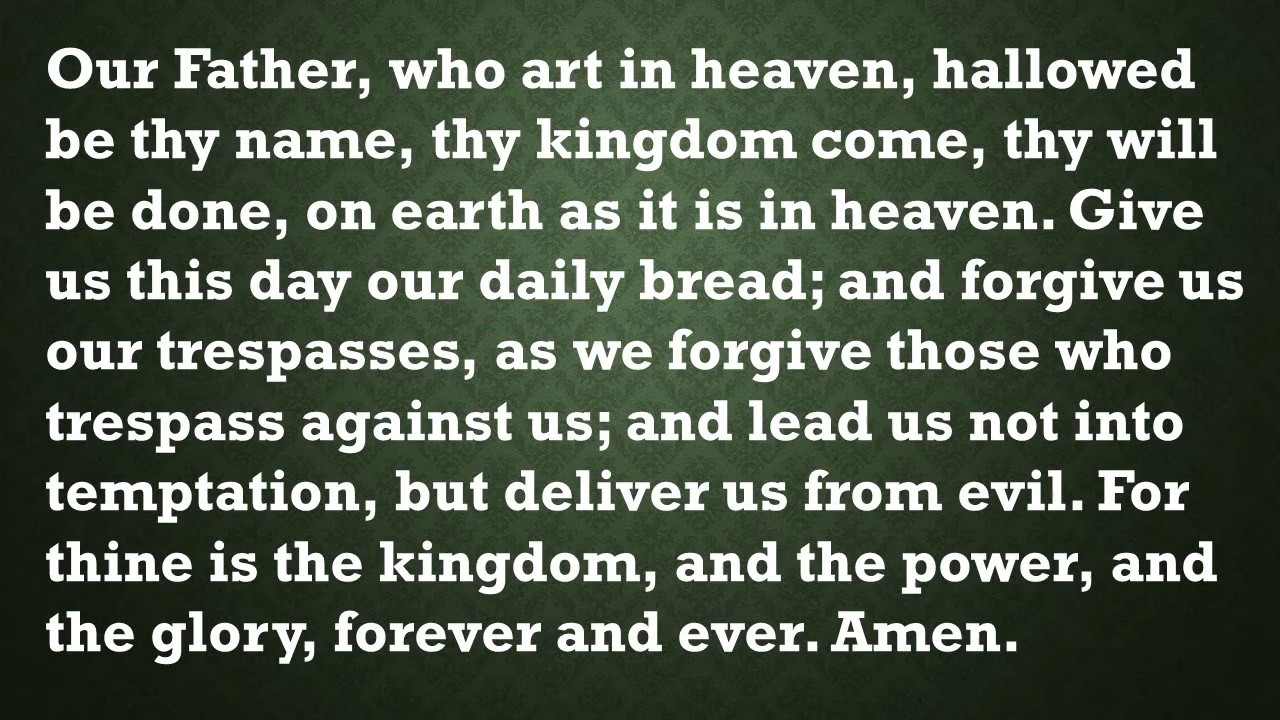 Our Father, who art in heaven, hallowed
be thy name, thy kingdom come, thy will
be done, on earth as it is in heaven. Give
us this day our daily bread; and forgive us
our trespasses, as we forgive those who
trespass against us; and lead us not into
temptation, but deliver us from evil. For
thine is the kingdom, and the power, and
the glory, forever and ever. Amen.